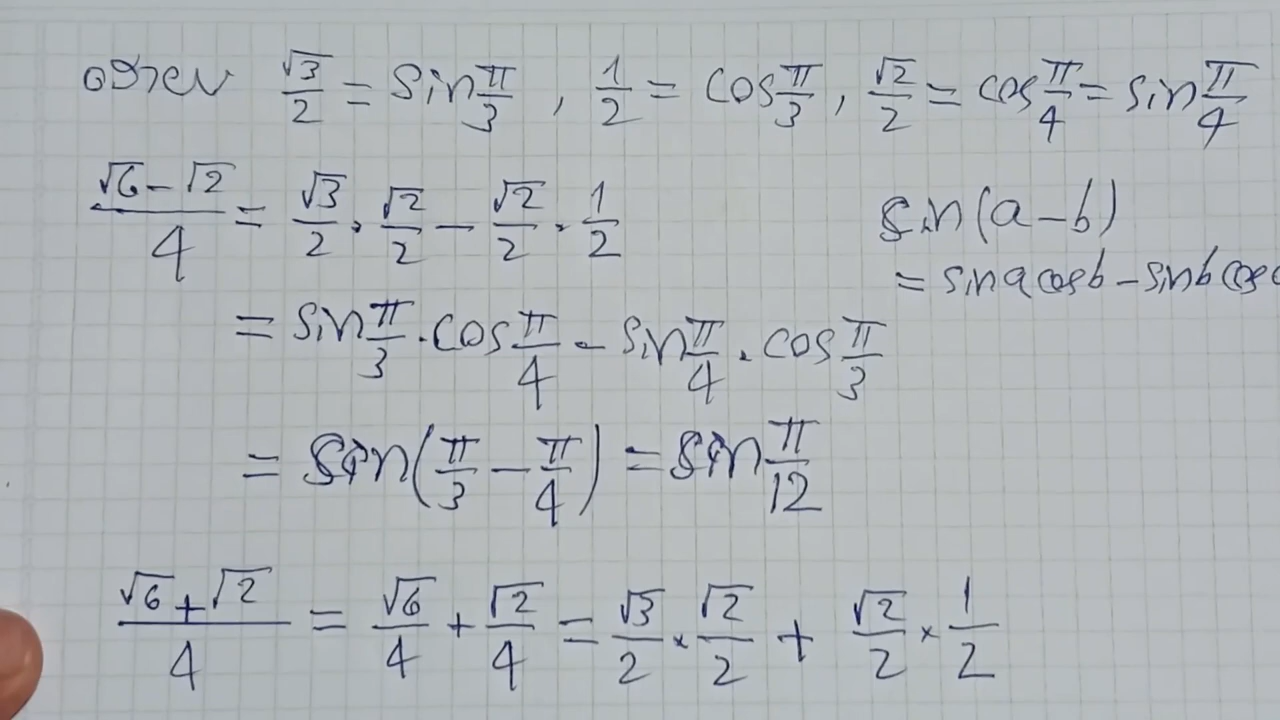 √3/2 = sin π/3 , 1/2 = cos π/3 , √2/2 = cos π/4 = sin π/4
(√6 - √2)/4 = √3/2 · √2/2 - √2/2 · 1/2
sin(a - b)
= sin a cos b - sin b cos
= sin π/3 · cos π/4 - sin π/4 · cos π/3
= sin(π/3 - π/4) = sin π/12
(√6 + √2)/4 = √6/4 + √2/4 = √3/2 × √2/2 + √2/2 × 1/2